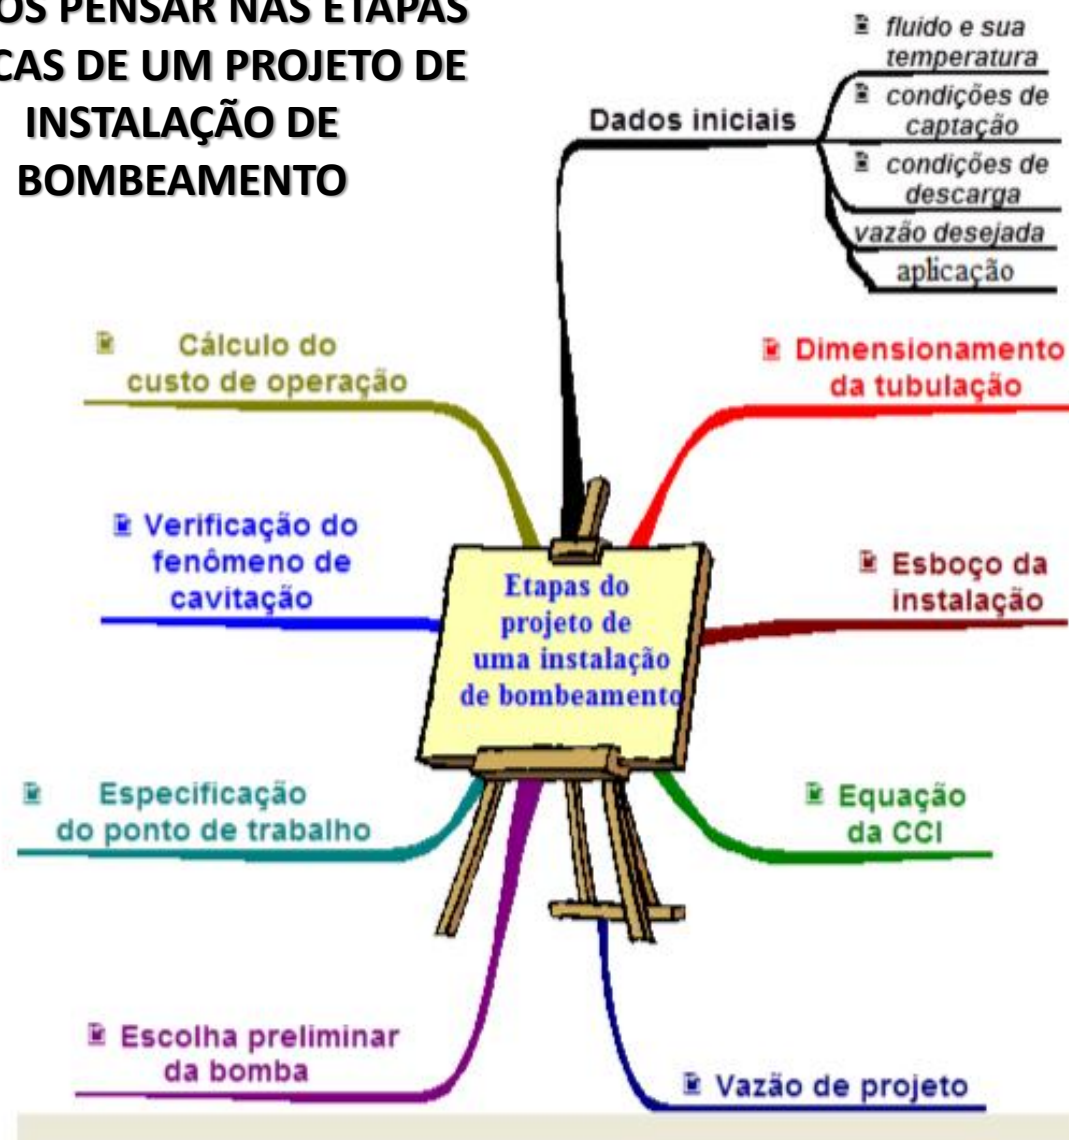 OS PENSAR NAS ETAPAS
CAS DE UM PROJETO DE
INSTALAÇÃO DE
BOMBEAMENTO
Dados iniciais
fluido e sua
temperatura
condições de
captação
condições de
descarga
vazão desejada
aplicação
Dimensionamento
da tubulação
Esboço da
instalação
Equação
da CCI
Vazão de projeto
Escolha preliminar
da bomba
Especificação
do ponto de trabalho
Verificação do
fenômeno de
cavitação
Cálculo do
custo de operação
Etapas do
projeto de
uma instalação
de bombeamento